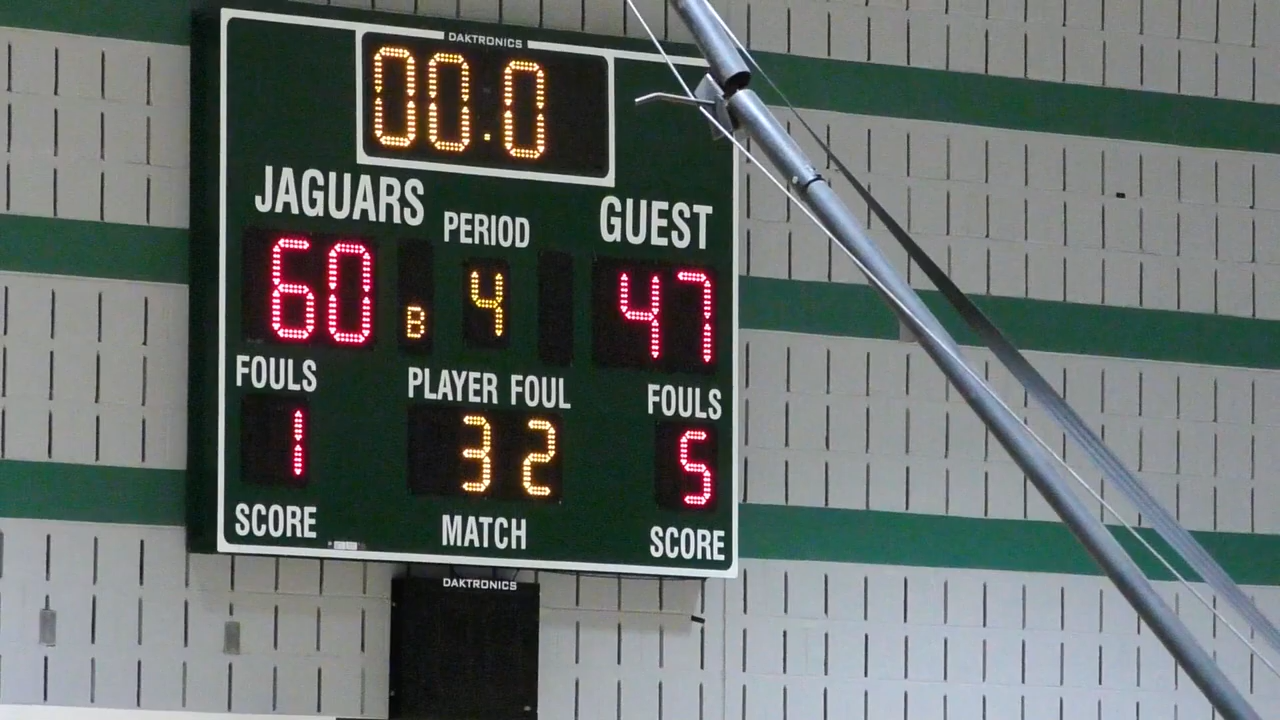 DAKTRONICS
00.0
JAGUARS
PERIOD
GUEST
60
B
4
47
FOULS
PLAYER FOUL
FOULS
1
3 2
5
SCORE
MATCH
SCORE
DAKTRONICS